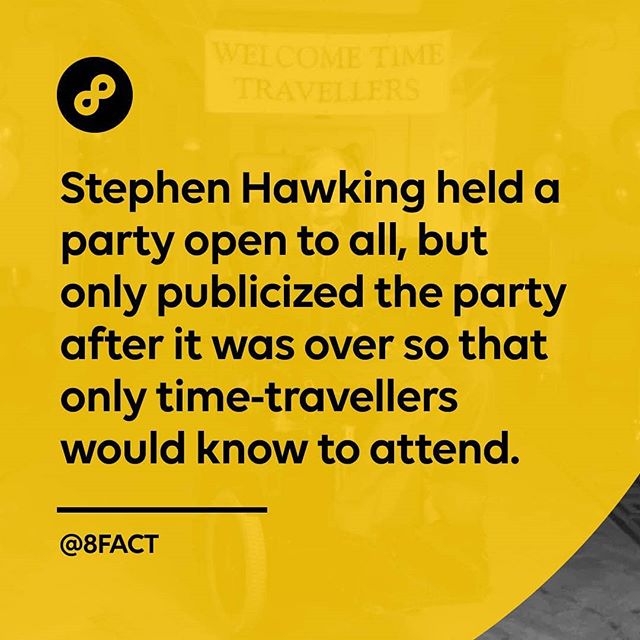 WELCOME TIME
TRAVELLERS
Stephen Hawking held a
party open to all, but
only publicized the party
after it was over so that
only time-travellers
would know to attend.
@8FACT